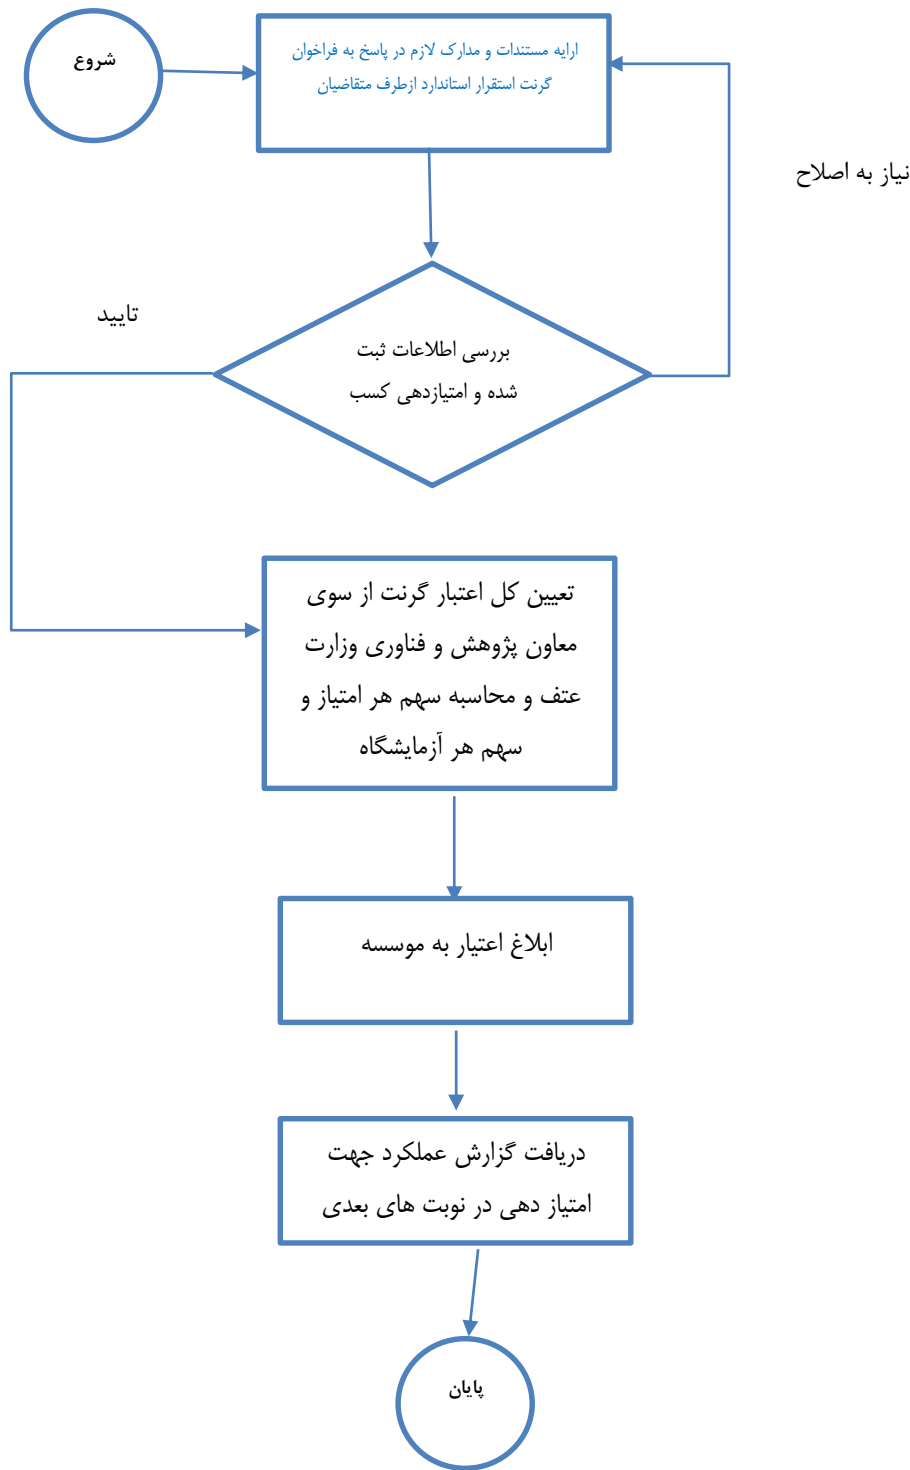 شروع
ارایه مستندات و مدارک لازم در پاسخ به فراخوان
گرنت استقرار استاندارد ازطرف متقاضیان
نیاز به اصلاح
تایید
بررسی اطلاعات ثبت
شده و امتیازدهی کسب
تعیین کل اعتبار گرنت از سوی
معاون پژوهش و فناوری وزارت
عتف و محاسبه سهم هر امتیاز و
سهم هر آزمایشگاه
ابلاغ اعتیار به موسسه
دریافت گزارش عملکرد جهت
امتیاز دهی در نوبت های بعدی
پایان